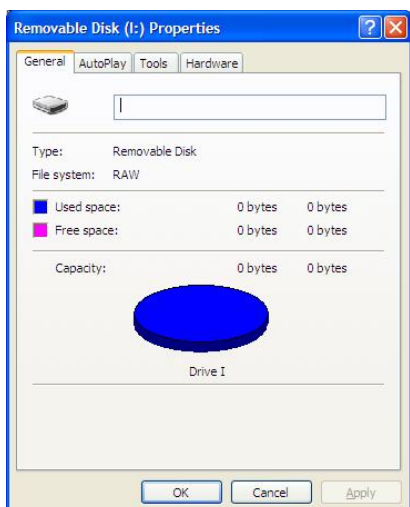 Removable Disk (I:) Properties
General AutoPlay Tools Hardware
Type: Removable Disk
File system: RAW
Used space: 0 bytes 0 bytes
Free space: 0 bytes 0 bytes
Capacity: 0 bytes 0 bytes
Drive I
OK Cancel Apply